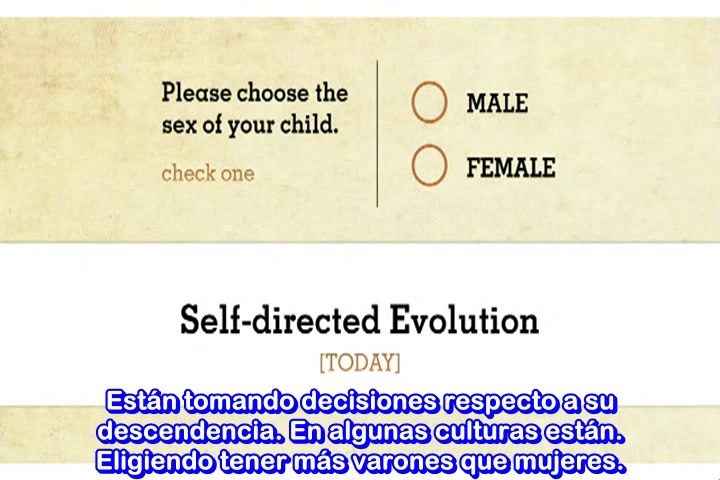 Please choose the
sex of your child.
check one
MALE
FEMALE
Self-directed Evolution
[TODAY]
Están tomando decisiones respecto a su
descendencia. En algunas culturas están.
Eligiendo tener más varones que mujeres.